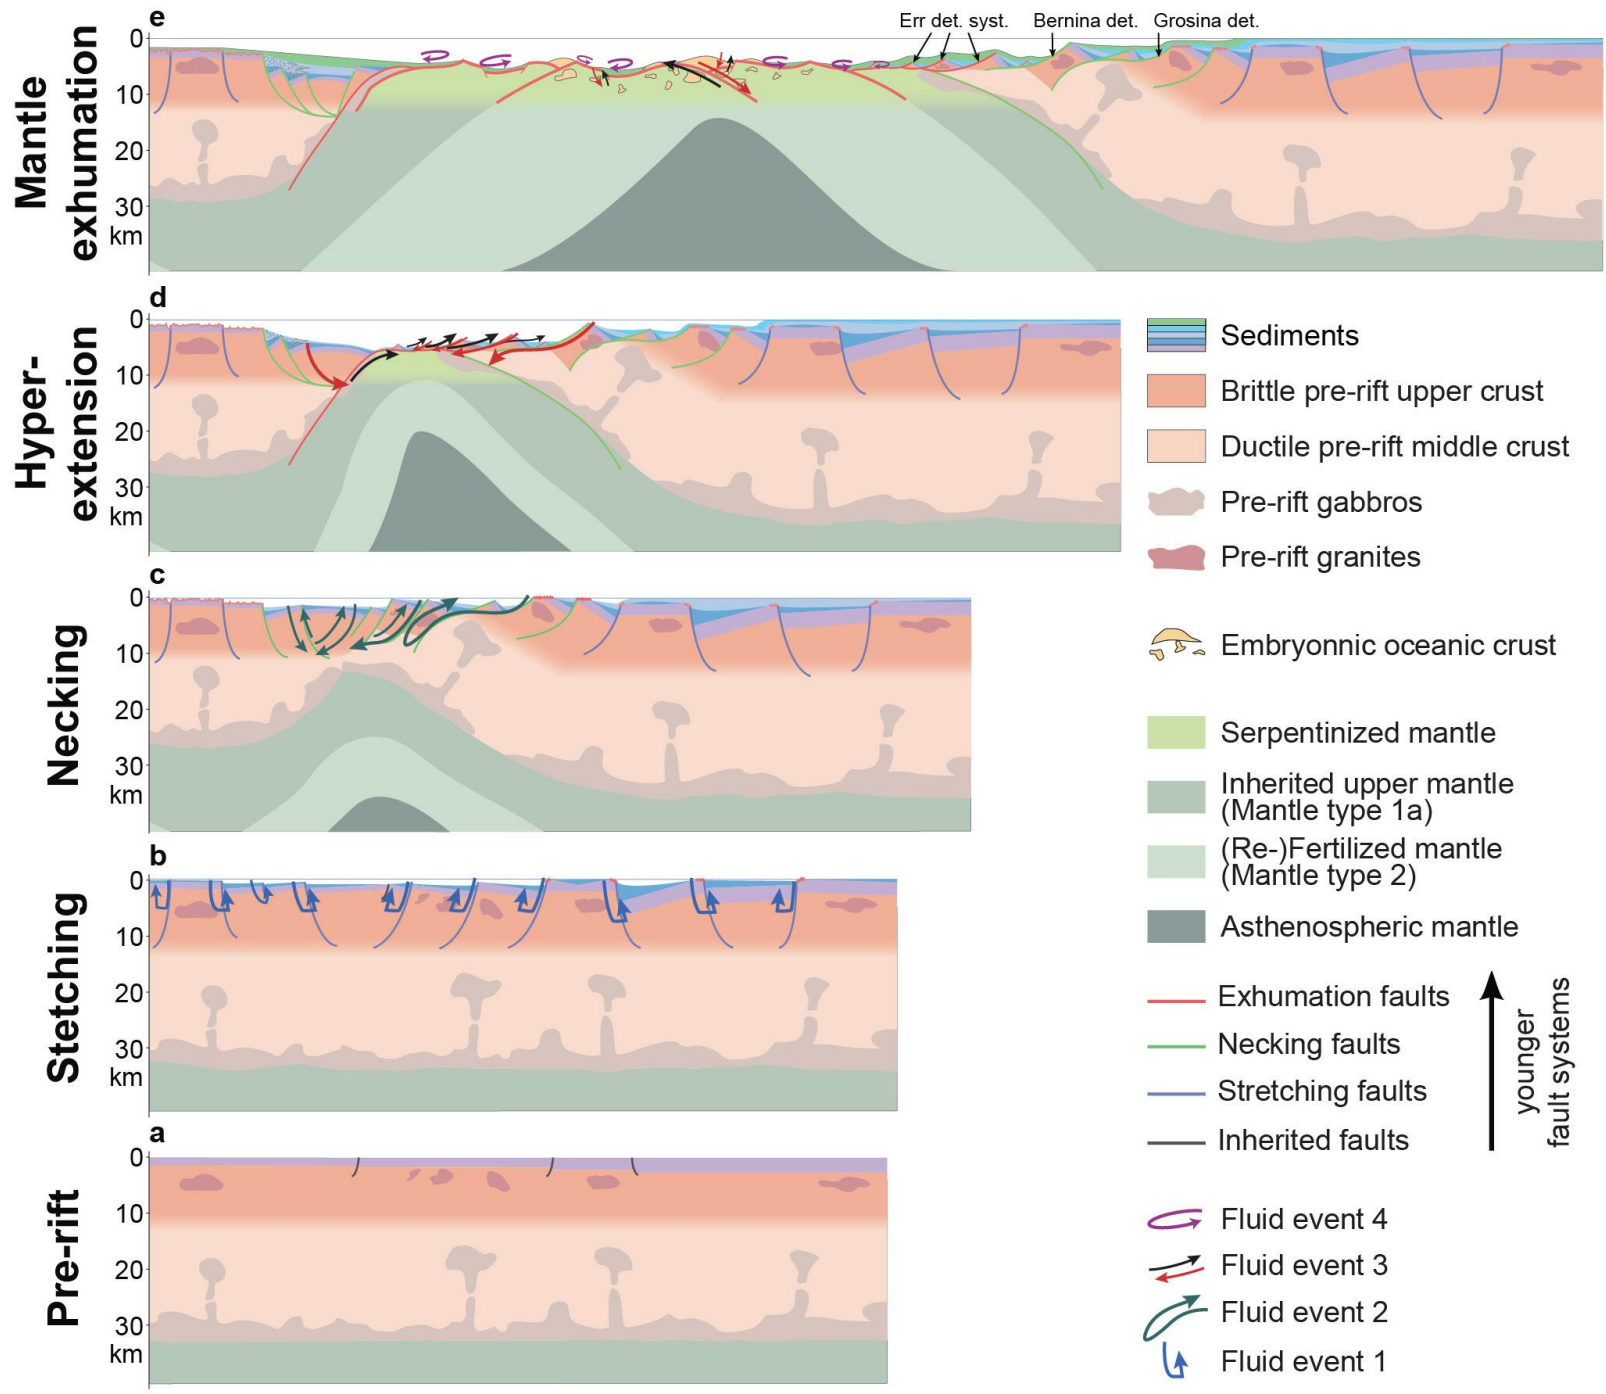 e
Err det. syst.
Bernina det.
Grosina det.
Mantle
exhumation
0
10
20
30
km
d
Hyper-
extension
0
10
20
30
km
c
Necking
0
10
20
30
km
b
Stetching
0
10
20
30
km
a
Pre-rift
0
10
20
30
km
Sediments
Brittle pre-rift upper crust
Ductile pre-rift middle crust
Pre-rift gabbros
Pre-rift granites
Embryonnic oceanic crust
Serpentinized mantle
Inherited upper mantle
(Mantle type 1a)
(Re-)Fertilized mantle
(Mantle type 2)
Asthenospheric mantle
Exhumation faults
Necking faults
Stretching faults
Inherited faults
younger
fault systems
Fluid event 4
Fluid event 3
Fluid event 2
Fluid event 1